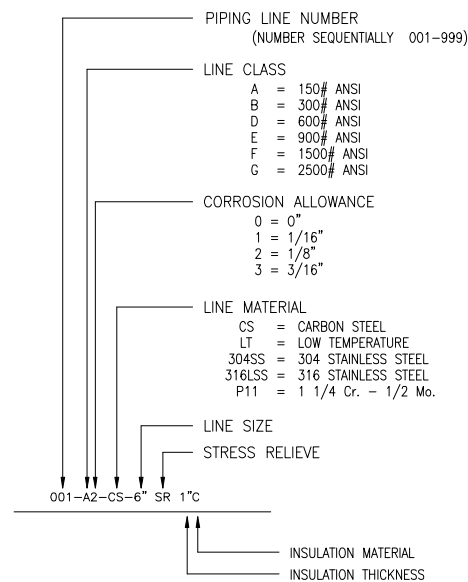 PIPING LINE NUMBER
(NUMBER SEQUENTIALLY 001-999)
LINE CLASS
A = 150# ANSI
B = 300# ANSI
D = 600# ANSI
E = 900# ANSI
F = 1500# ANSI
G = 2500# ANSI
CORROSION ALLOWANCE
0 = 0"
1 = 1/16"
2 = 1/8"
3 = 3/16"
LINE MATERIAL
CS = CARBON STEEL
LT = LOW TEMPERATURE
304SS = 304 STAINLESS STEEL
316LSS = 316 STAINLESS STEEL
P11 = 1 1/4 Cr. - 1/2 Mo.
LINE SIZE
STRESS RELIEVE
001-A2-CS-6" SR 1"C
INSULATION MATERIAL
INSULATION THICKNESS